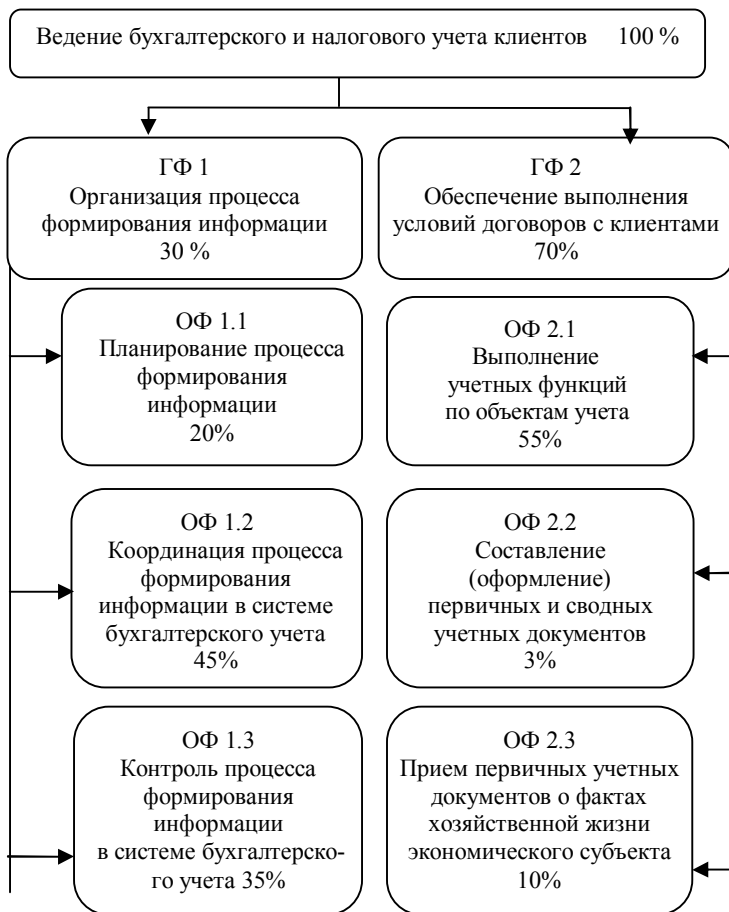 Ведение бухгалтерского и налогового учета клиентов 100 %
ГФ 1
Организация процесса
формирования информации
30 %
ГФ 2
Обеспечение выполнения
условий договоров с клиентами
70%
ОФ 1.1
Планирование процесса
формирования
информации
20%
ОФ 2.1
Выполнение
учетных функций
по объектам учета
55%
ОФ 1.2
Координация процесса
формирования
информации в системе
бухгалтерского учета
45%
ОФ 2.2
Составление
(оформление)
первичных и сводных
учетных документов
3%
ОФ 1.3
Контроль процесса
формирования
информации
в системе бухгалтерско-
го учета 35%
ОФ 2.3
Прием первичных учетных
документов о фактах
хозяйственной жизни
экономического субъекта
10%